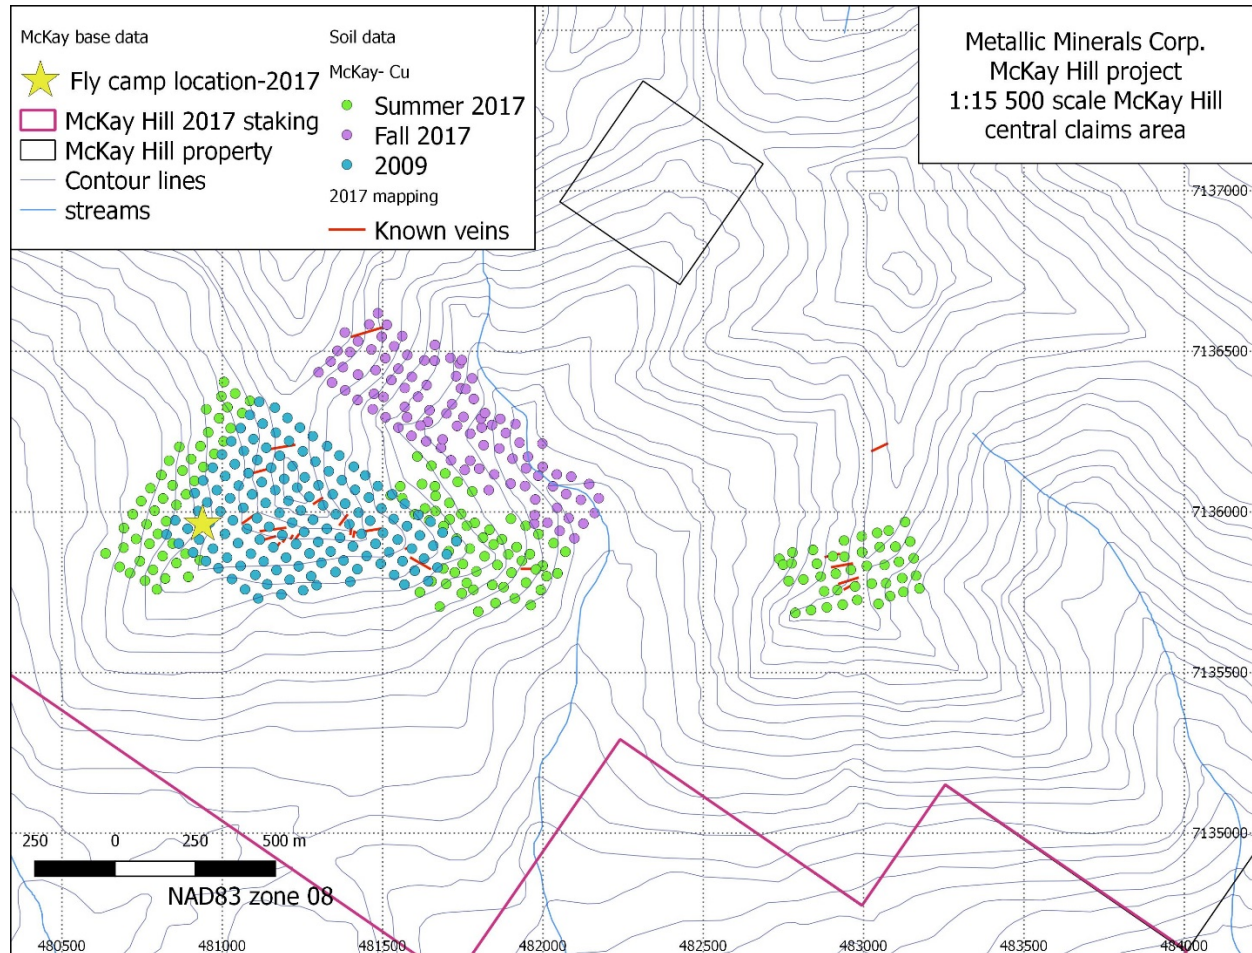 McKay base data
Fly camp location-2017
McKay Hill 2017 staking
McKay Hill property
Contour lines
streams
Soil data
McKay- Cu
Summer 2017
Fall 2017
2009
2017 mapping
Known veins
Metallic Minerals Corp.
McKay Hill project
1:15 500 scale McKay Hill
central claims area
7137000
7136500
7136000
7135500
7135000
250 0 250 500 m
NAD83 zone 08
480500 481000 481500 482000 482500 483000 483500 484000